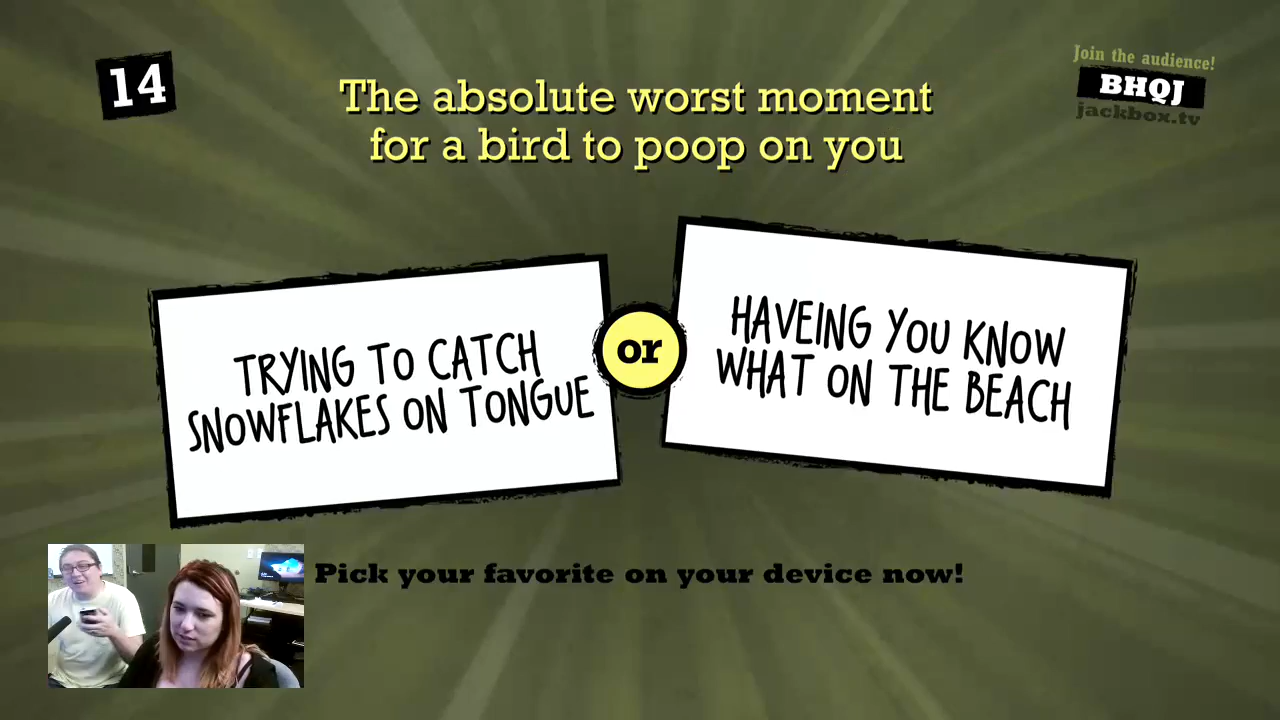 14
The absolute worst moment
for a bird to poop on you
Join the audience!
BHQJ
jackbox.tv
TRYING TO CATCH
SNOWFLAKES ON TONGUE
or
HAVEING YOU KNOW
WHAT ON THE BEACH
Pick your favorite on your device now!